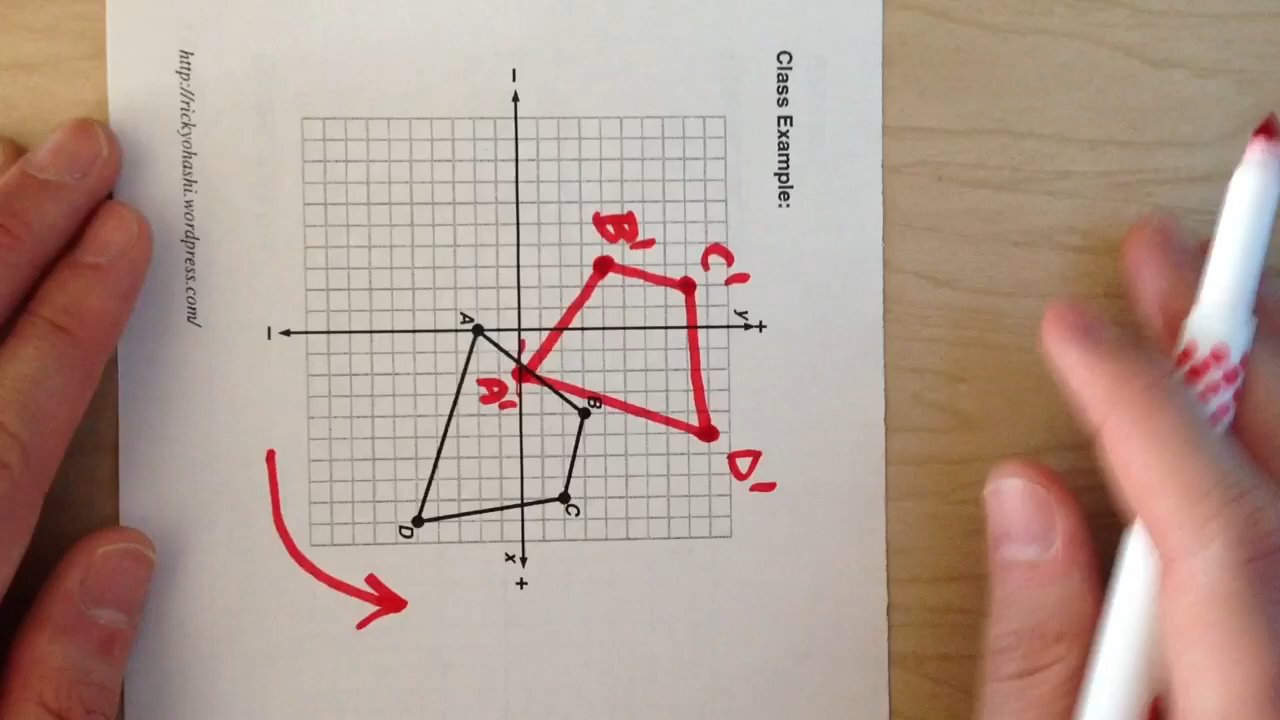 Class Example:
y
+
-
B'
C'
A
A'
B
D'
C
D
x
+
-
http://rickyohashi.wordpress.com/